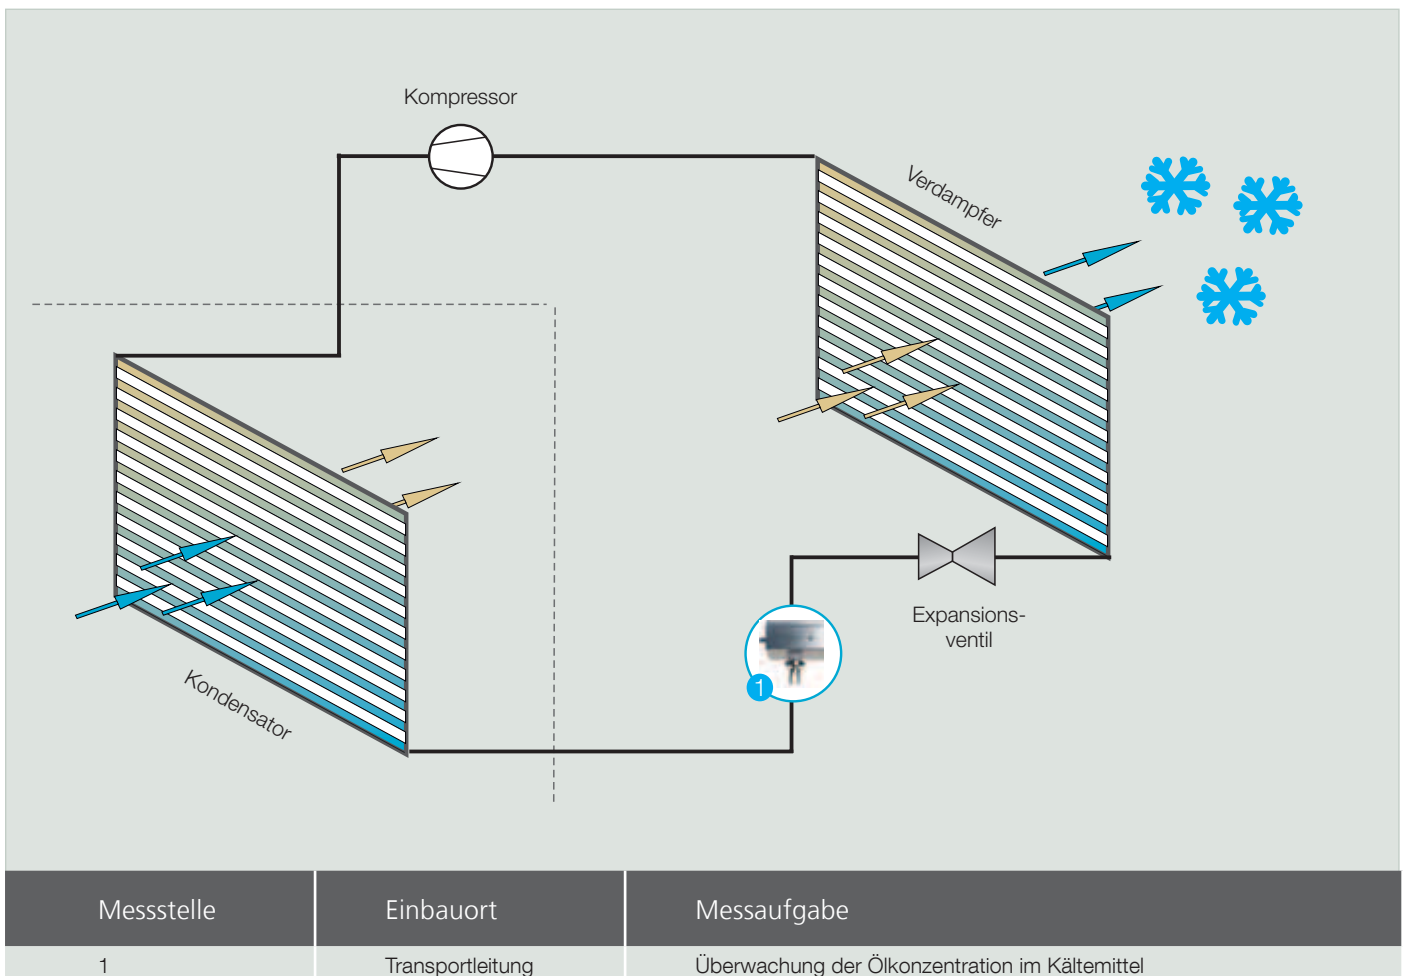 Kompressor
Verdampfer
Expansions-
ventil
1
Kondensator
Messstelle Einbauort Messaufgabe
1 Transportleitung Überwachung der Ölkonzentration im Kältemittel